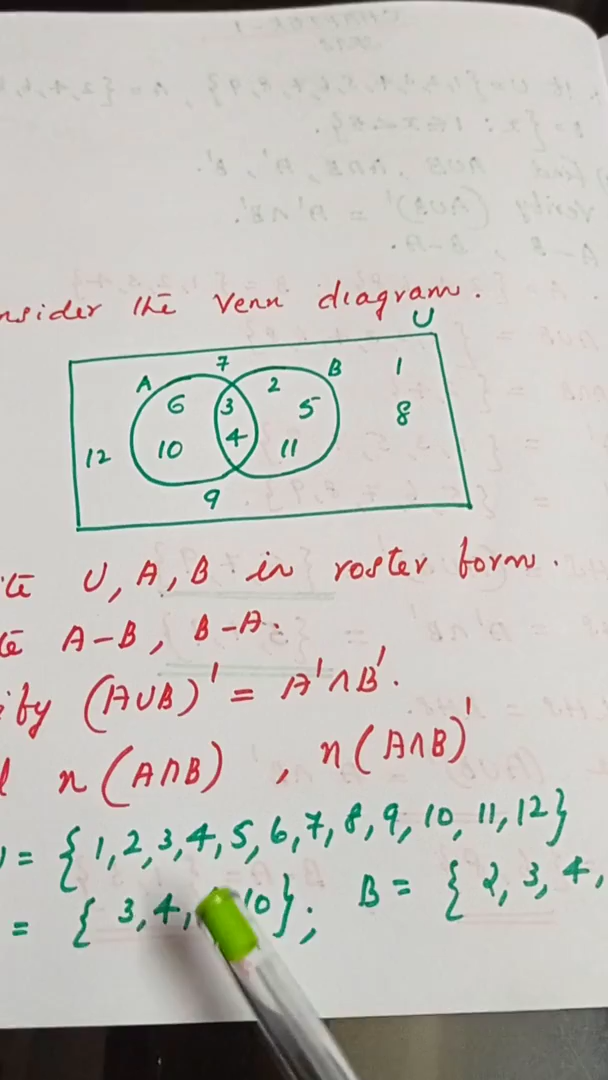 nsider the Venn diagram.
U
7
A 2 B 1
6 3 5 8
12 10 4 11
9
te U, A, B in roster form.
te A-B, B-A.
ify (A∪B)' = A'∩B'.
n(A∩B), n(A∩B)'
= {1,2,3,4,5,6,7,8,9,10,11,12}
= {3,4, 10}; B = {2,3,4,